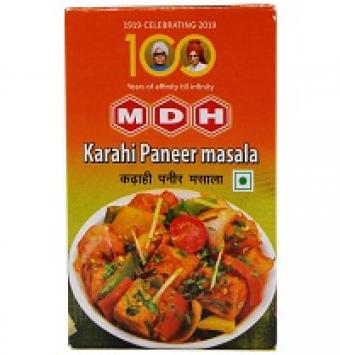 1919-CELEBRATING-2019
100
Years of affinity till infinity
MDH
Karahi Paneer masala
कढ़ाही पनीर मसाला